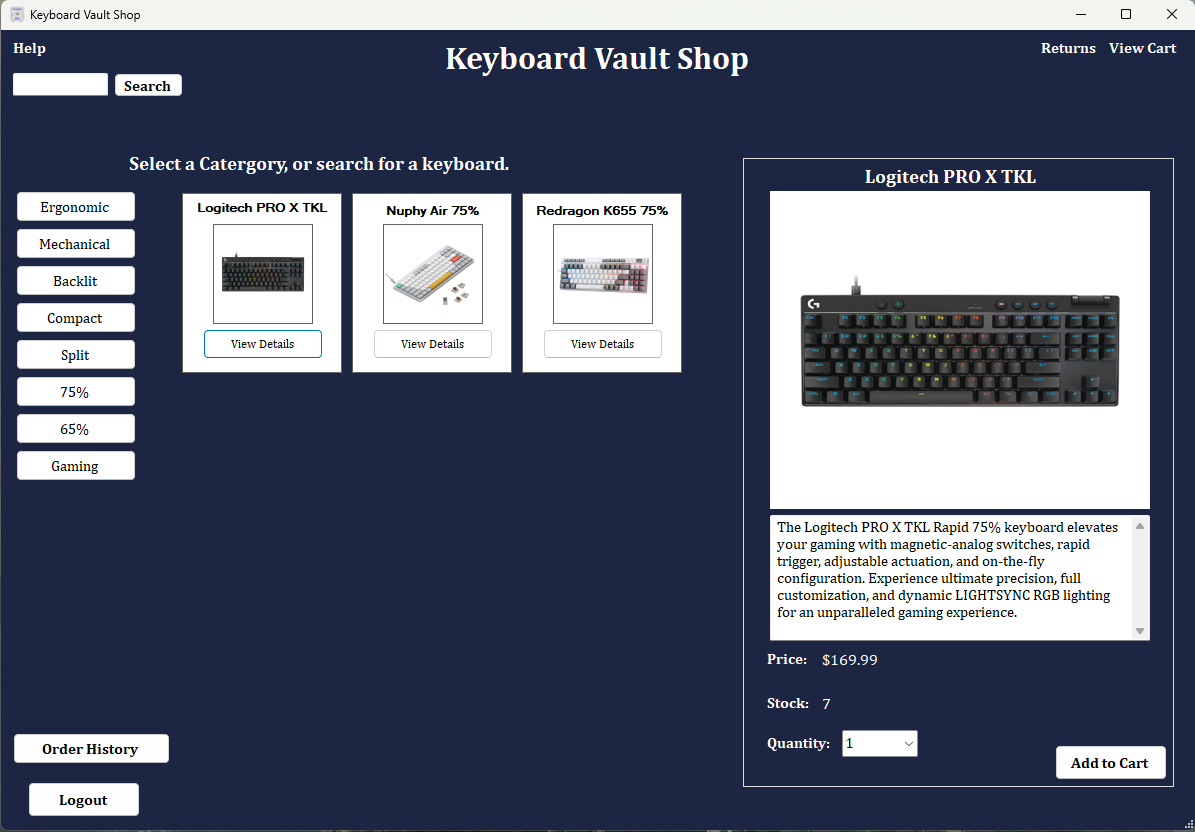 Keyboard Vault Shop
Help
Keyboard Vault Shop
Returns View Cart
Search
Select a Catergory, or search for a keyboard.
Ergonomic
Mechanical
Backlit
Compact
Split
75%
65%
Gaming
Logitech PRO X TKL
View Details
Nuphy Air 75%
View Details
Redragon K655 75%
View Details
Logitech PRO X TKL
The Logitech PRO X TKL Rapid 75% keyboard elevates
your gaming with magnetic-analog switches, rapid
trigger, adjustable actuation, and on-the-fly
configuration. Experience ultimate precision, full
customization, and dynamic LIGHTSYNC RGB lighting
for an unparalleled gaming experience.
Price: $169.99
Stock: 7
Quantity: 1
Add to Cart
Order History
Logout